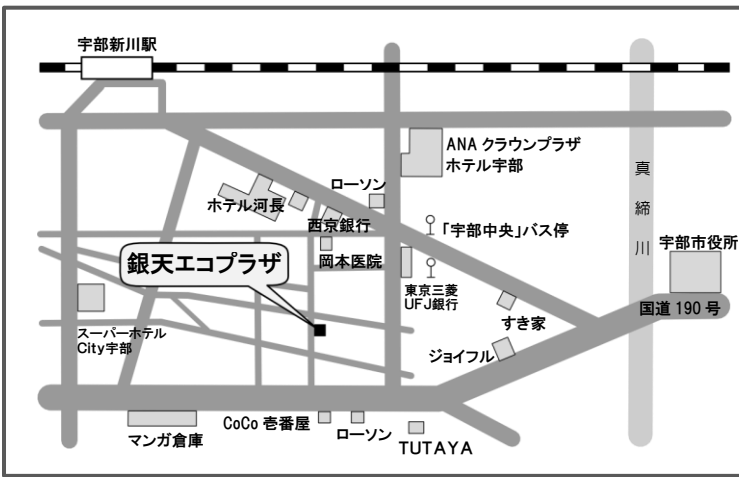 宇部新川駅
ANA クラウンプラザ
ホテル宇部
ローソン
ホテル河長
西京銀行
「宇部中央」バス停
岡本医院
銀天エコプラザ
東京三菱
UFJ銀行
真締川
宇部市役所
国道 190 号
スーパーホテル
City宇部
すき家
ジョイフル
マンガ倉庫
CoCo 壱番屋
ローソン
TUTAYA